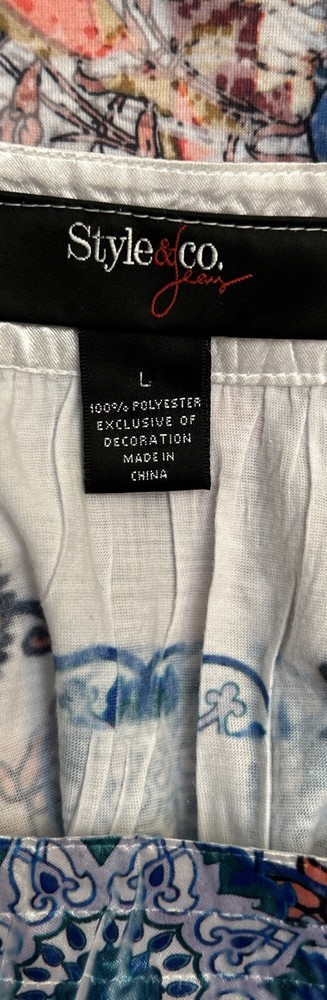 Style&co.
Jeans
L
100% POLYESTER
EXCLUSIVE OF
DECORATION
MADE IN
CHINA